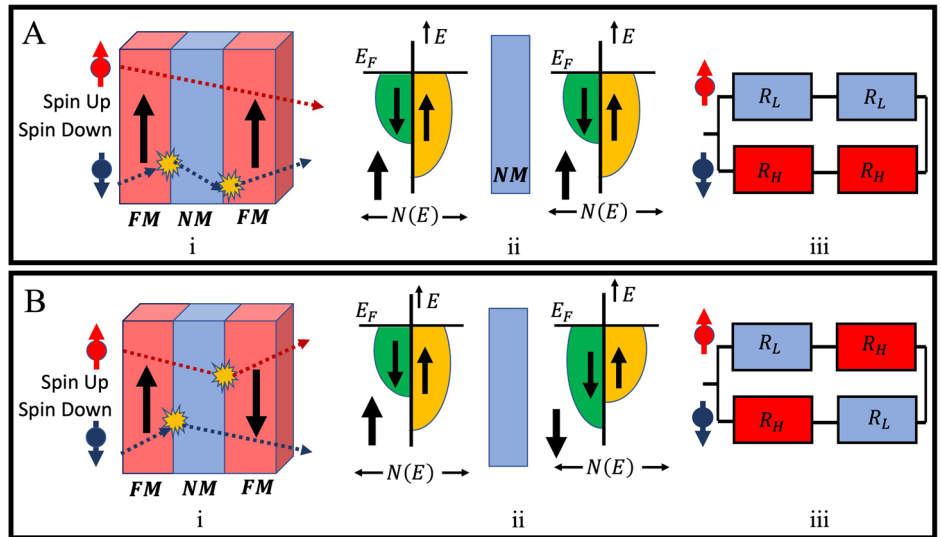 A
Spin Up
Spin Down
FM NM FM
i
E
E_F
NM
N(E)
E
E_F
N(E)
ii
R_L R_L
R_H R_H
iii
B
Spin Up
Spin Down
FM NM FM
i
E
E_F
N(E)
E
E_F
N(E)
ii
R_L R_H
R_H R_L
iii